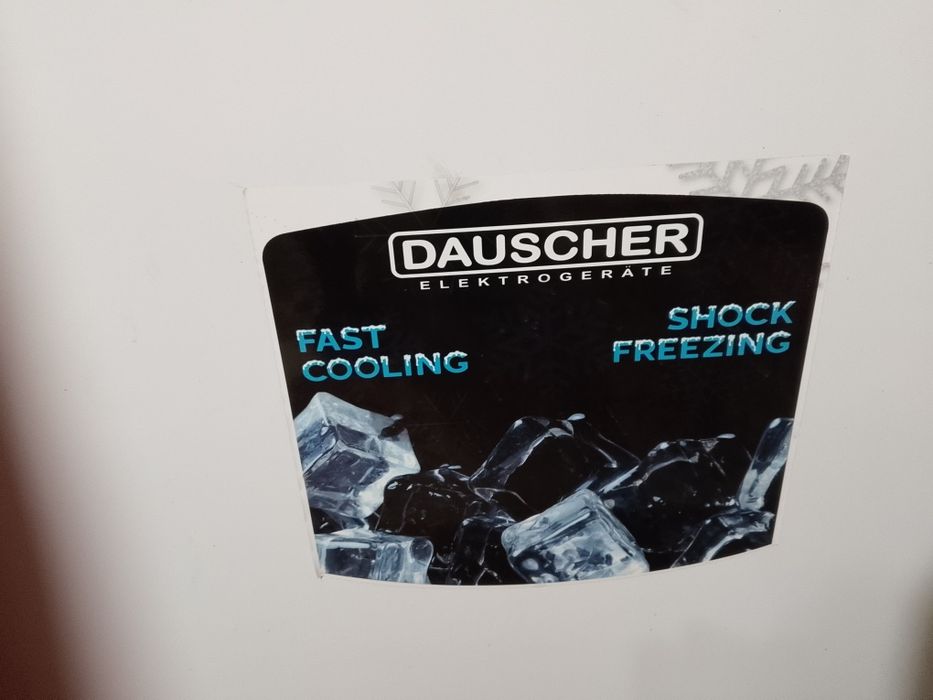 DAUSCHER
ELEKTROGERÄTE
FAST
COOLING
SHOCK
FREEZING